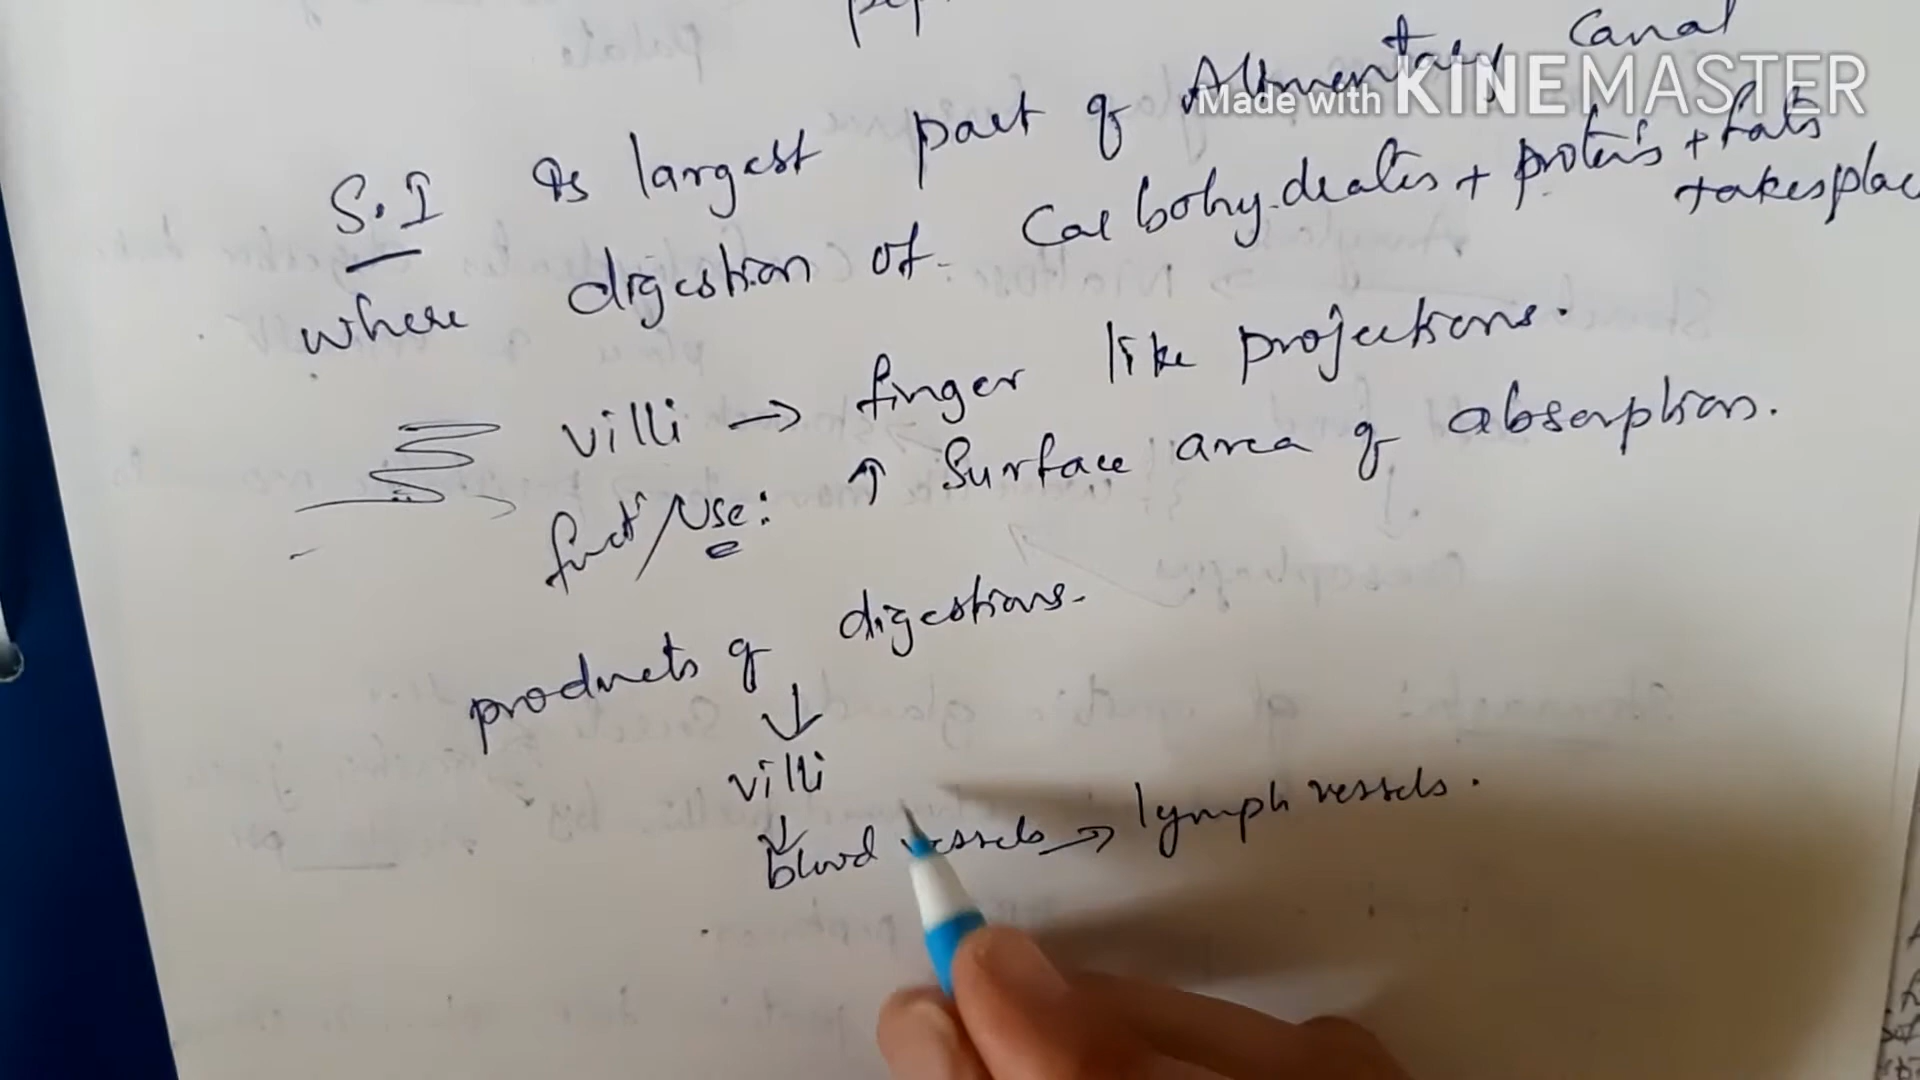 S.I is largest part of Alimentary Canal
where digestion of Carbohydrates + proteins + fats
takesplac
villi → finger like projections.
funct/Use: ↑ Surface area of absorption.
products of digestions.
↓
villi
↓
blood vessels → lymph vessels.
Made with KINEMASTER